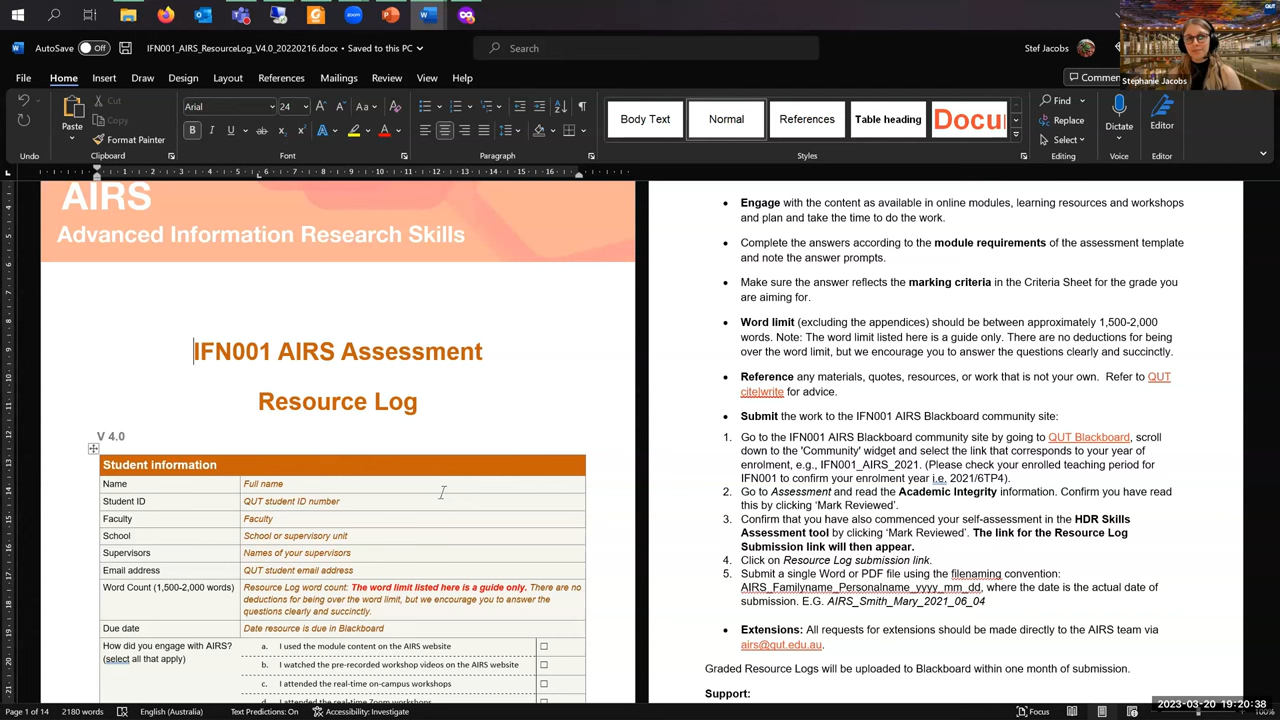 AutoSave Off IFN001_AIRS_ResourceLog_V4.0_20220216.docx • Saved to this PC Search Stef Jacobs
Stephanie Jacobs
QUT
File Home Insert Draw Design Layout References Mailings Review View Help Commen
Paste Cut Copy Format Painter
Arial 24
Body Text Normal References Table heading Docu
Find Replace Select Dictate Editor
Undo Clipboard Font Paragraph Styles Editing Voice Editor
AIRS
Advanced Information Research Skills
IFN001 AIRS Assessment
Resource Log
V 4.0
Student information
Name Full name
Student ID QUT student ID number
Faculty Faculty
School School or supervisory unit
Supervisors Names of your supervisors
Email address QUT student email address
Word Count (1,500-2,000 words) Resource Log word count: The word limit listed here is a guide only. There are no
deductions for being over the word limit, but we encourage you to answer the
questions clearly and succinctly.
Due date Date resource is due in Blackboard
How did you engage with AIRS?
(select all that apply)
a. I used the module content on the AIRS website
b. I watched the pre-recorded workshop videos on the AIRS website
c. I attended the real-time on-campus workshops
d. I attended the real-time Zoom workshops
• Engage with the content as available in online modules, learning resources and workshops
and plan and take the time to do the work.
• Complete the answers according to the module requirements of the assessment template
and note the answer prompts.
• Make sure the answer reflects the marking criteria in the Criteria Sheet for the grade you
are aiming for.
• Word limit (excluding the appendices) should be between approximately 1,500-2,000
words. Note: The word limit listed here is a guide only. There are no deductions for being
over the word limit, but we encourage you to answer the questions clearly and succinctly.
• Reference any materials, quotes, resources, or work that is not your own. Refer to QUT
cite|write for advice.
• Submit the work to the IFN001 AIRS Blackboard community site:
1. Go to the IFN001 AIRS Blackboard community site by going to QUT Blackboard, scroll
down to the 'Community' widget and select the link that corresponds to your year of
enrolment, e.g., IFN001_AIRS_2021. (Please check your enrolled teaching period for
IFN001 to confirm your enrolment year i.e. 2021/6TP4).
2. Go to Assessment and read the Academic Integrity information. Confirm you have read
this by clicking 'Mark Reviewed'.
3. Confirm that you have also commenced your self-assessment in the HDR Skills
Assessment tool by clicking 'Mark Reviewed'. The link for the Resource Log
Submission link will then appear.
4. Click on Resource Log submission link.
5. Submit a single Word or PDF file using the filenaming convention:
AIRS_Familyname_Personalname_yyyy_mm_dd, where the date is the actual date of
submission. E.G. AIRS_Smith_Mary_2021_06_04
• Extensions: All requests for extensions should be made directly to the AIRS team via
airs@qut.edu.au.
Graded Resource Logs will be uploaded to Blackboard within one month of submission.
Support:
Page 1 of 14 2180 words English (Australia) Text Predictions: On Accessibility: Investigate Focus 100%
2023-03-20 19:20:38